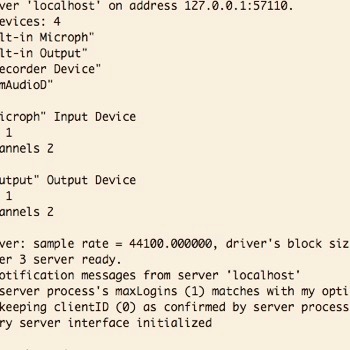 ver 'localhost' on address 127.0.0.1:57110.
evices: 4
lt-in Microph"
lt-in Output"
ecorder Device"
mAudioD"
icroph" Input Device
1
annels 2
utput" Output Device
1
annels 2
ver: sample rate = 44100.000000, driver's block siz
er 3 server ready.
otification messages from server 'localhost'
server process's maxLogins (1) matches with my opti
keeping clientID (0) as confirmed by server process
ry server interface initialized